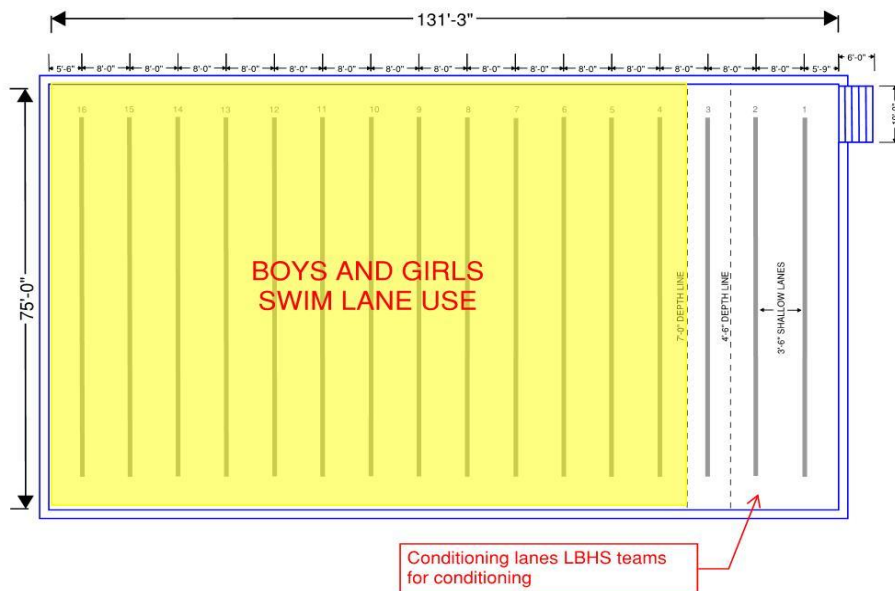 131'-3"
5'-6" 8'-0" 8'-0" 8'-0" 8'-0" 8'-0" 8'-0" 8'-0" 8'-0" 8'-0" 8'-0" 8'-0" 8'-0" 8'-0" 8'-0" 8'-0" 5'-9" 6'-0"
16 15 14 13 12 11 10 9 8 7 6 5 4 3 2 1
75'-0"
BOYS AND GIRLS
SWIM LANE USE
7'-0" DEPTH LINE
4'-6" DEPTH LINE
3'-6" SHALLOW LANES
Conditioning lanes LBHS teams
for conditioning